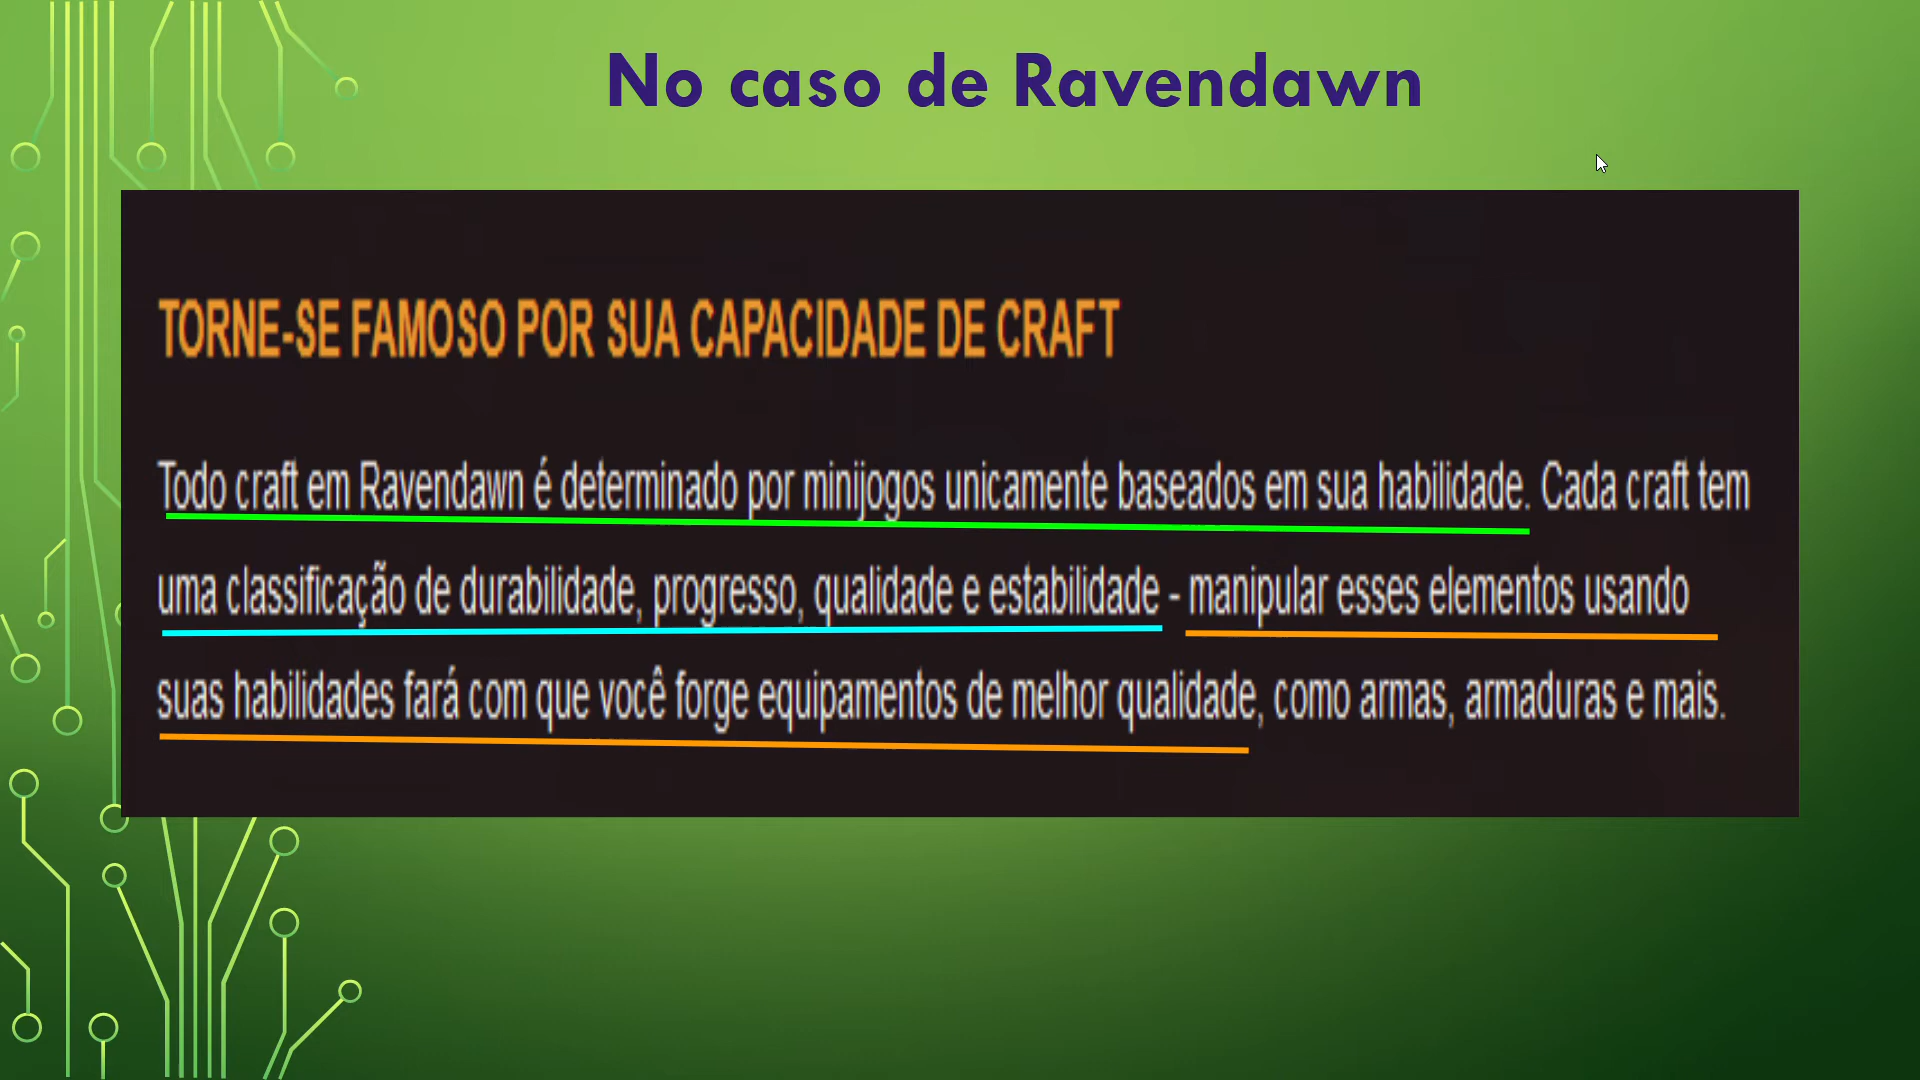 No caso de Ravendawn
TORNE-SE FAMOSO POR SUA CAPACIDADE DE CRAFT
Todo craft em Ravendawn é determinado por minijogos unicamente baseados em sua habilidade. Cada craft tem
uma classificação de durabilidade, progresso, qualidade e estabilidade - manipular esses elementos usando
suas habilidades fará com que você forge equipamentos de melhor qualidade, como armas, armaduras e mais.